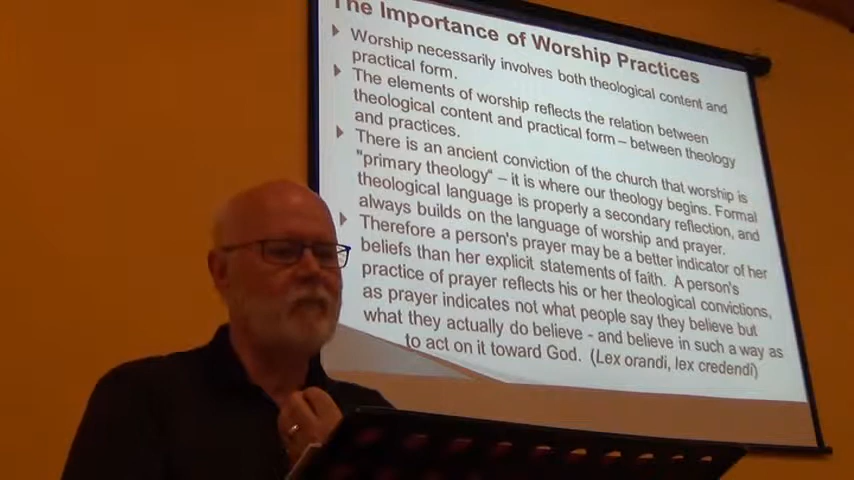 The Importance of Worship Practices
Worship necessarily involves both theological content and
practical form.
The elements of worship reflects the relation between
theological content and practical form – between theology
and practices.
There is an ancient conviction of the church that worship is
"primary theology" – it is where our theology begins. Formal
theological language is properly a secondary reflection, and
always builds on the language of worship and prayer.
Therefore a person's prayer may be a better indicator of her
beliefs than her explicit statements of faith. A person's
practice of prayer reflects his or her theological convictions,
as prayer indicates not what people say they believe but
what they actually do believe - and believe in such a way as
to act on it toward God. (Lex orandi, lex credendi)